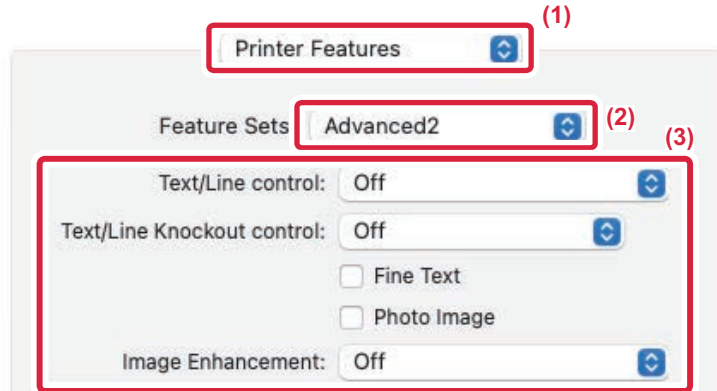 (1)
Printer Features
Feature Sets Advanced2 (2)
(3)
Text/Line control: Off
Text/Line Knockout control: Off
Fine Text
Photo Image
Image Enhancement: Off